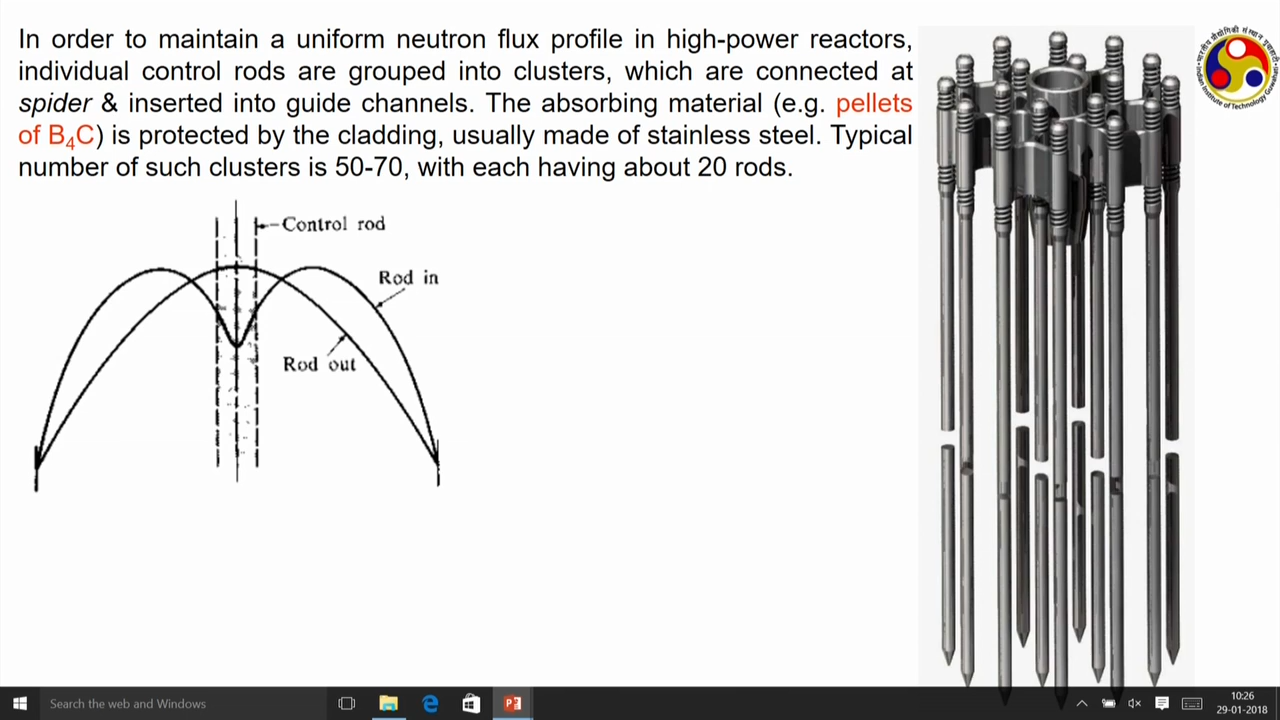 In order to maintain a uniform neutron flux profile in high-power reactors,
individual control rods are grouped into clusters, which are connected at
spider & inserted into guide channels. The absorbing material (e.g. pellets
of B₄C) is protected by the cladding, usually made of stainless steel. Typical
number of such clusters is 50-70, with each having about 20 rods.
Control rod
Rod in
Rod out
Search the web and Windows
10:26
29-01-2018